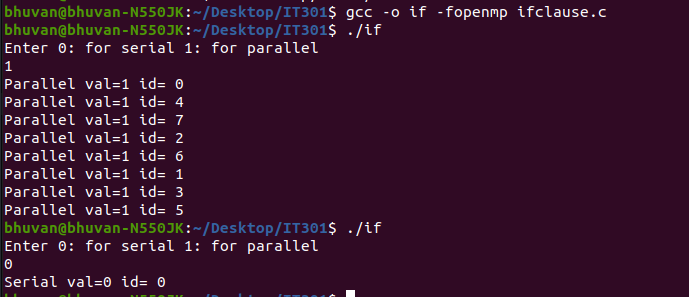 bhuvan@bhuvan-N550JK:~/Desktop/IT301$ gcc -o if -fopenmp ifclause.c
bhuvan@bhuvan-N550JK:~/Desktop/IT301$ ./if
Enter 0: for serial 1: for parallel
1
Parallel val=1 id= 0
Parallel val=1 id= 4
Parallel val=1 id= 7
Parallel val=1 id= 2
Parallel val=1 id= 6
Parallel val=1 id= 1
Parallel val=1 id= 3
Parallel val=1 id= 5
bhuvan@bhuvan-N550JK:~/Desktop/IT301$ ./if
Enter 0: for serial 1: for parallel
0
Serial val=0 id= 0